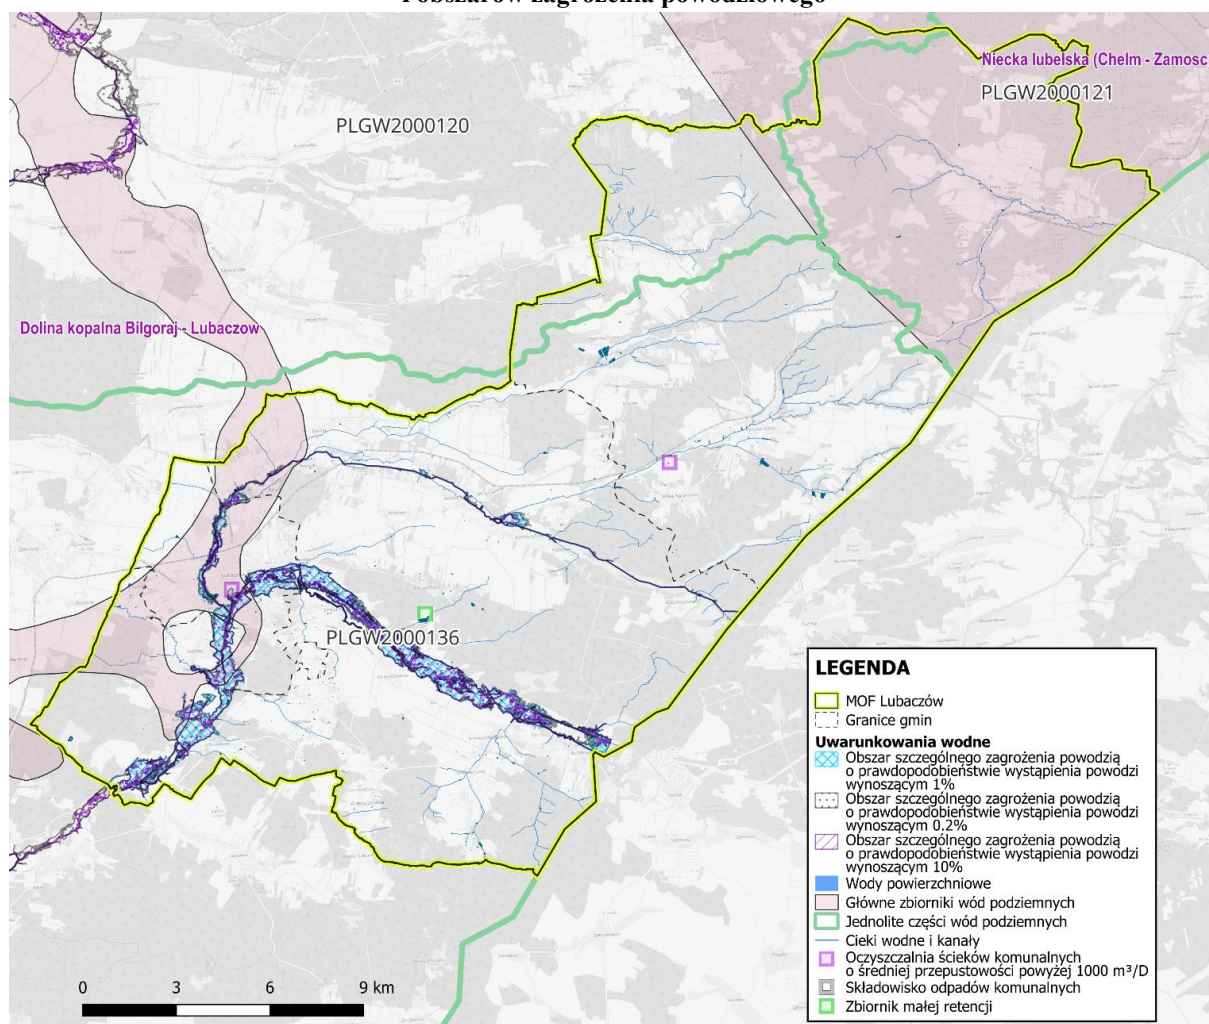 i obszarów zagrożenia powodziowego
Niecka lubelska (Chelm - Zamosc
PLGW2000121
PLGW2000120
Dolina kopalna Bilgoraj - Lubaczow
PLGW2000136
LEGENDA
MOF Lubaczów
Granice gmin
Uwarunkowania wodne
Obszar szczególnego zagrożenia powodzią
o prawdopodobieństwie wystąpienia powodzi
wynoszącym 1%
Obszar szczególnego zagrożenia powodzią
o prawdopodobieństwie wystąpienia powodzi
wynoszącym 0.2%
Obszar szczególnego zagrożenia powodzią
o prawdopodobieństwie wystąpienia powodzi
wynoszącym 10%
Wody powierzchniowe
Główne zbiorniki wód podziemnych
Jednolite części wód podziemnych
Cieki wodne i kanały
Oczyszczalnia ścieków komunalnych
o średniej przepustowości powyżej 1000 m³/D
Składowisko odpadów komunalnych
Zbiornik małej retencji
0 3 6 9 km